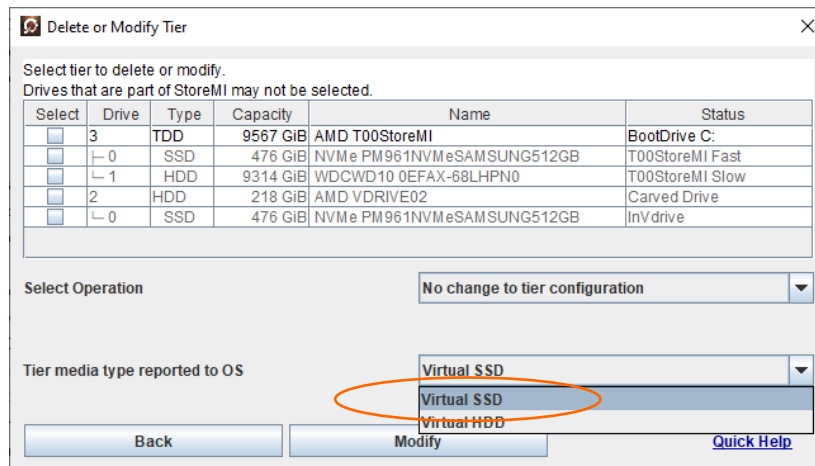 Delete or Modify Tier
Select tier to delete or modify.
Drives that are part of StoreMI may not be selected.
Select Drive Type Capacity Name Status
3 TDD 9567 GiB AMD T00StoreMI BootDrive C:
0 SSD 476 GiB NVMe PM961NVMeSAMSUNG512GB T00StoreMI Fast
1 HDD 9314 GiB WDCWD10 0EFAX-68LHPN0 T00StoreMI Slow
2 HDD 218 GiB AMD VDRIVE02 Carved Drive
0 SSD 476 GiB NVMe PM961NVMeSAMSUNG512GB InVdrive
Select Operation No change to tier configuration
Tier media type reported to OS Virtual SSD
Virtual SSD
Virtual HDD
Back Modify Quick Help